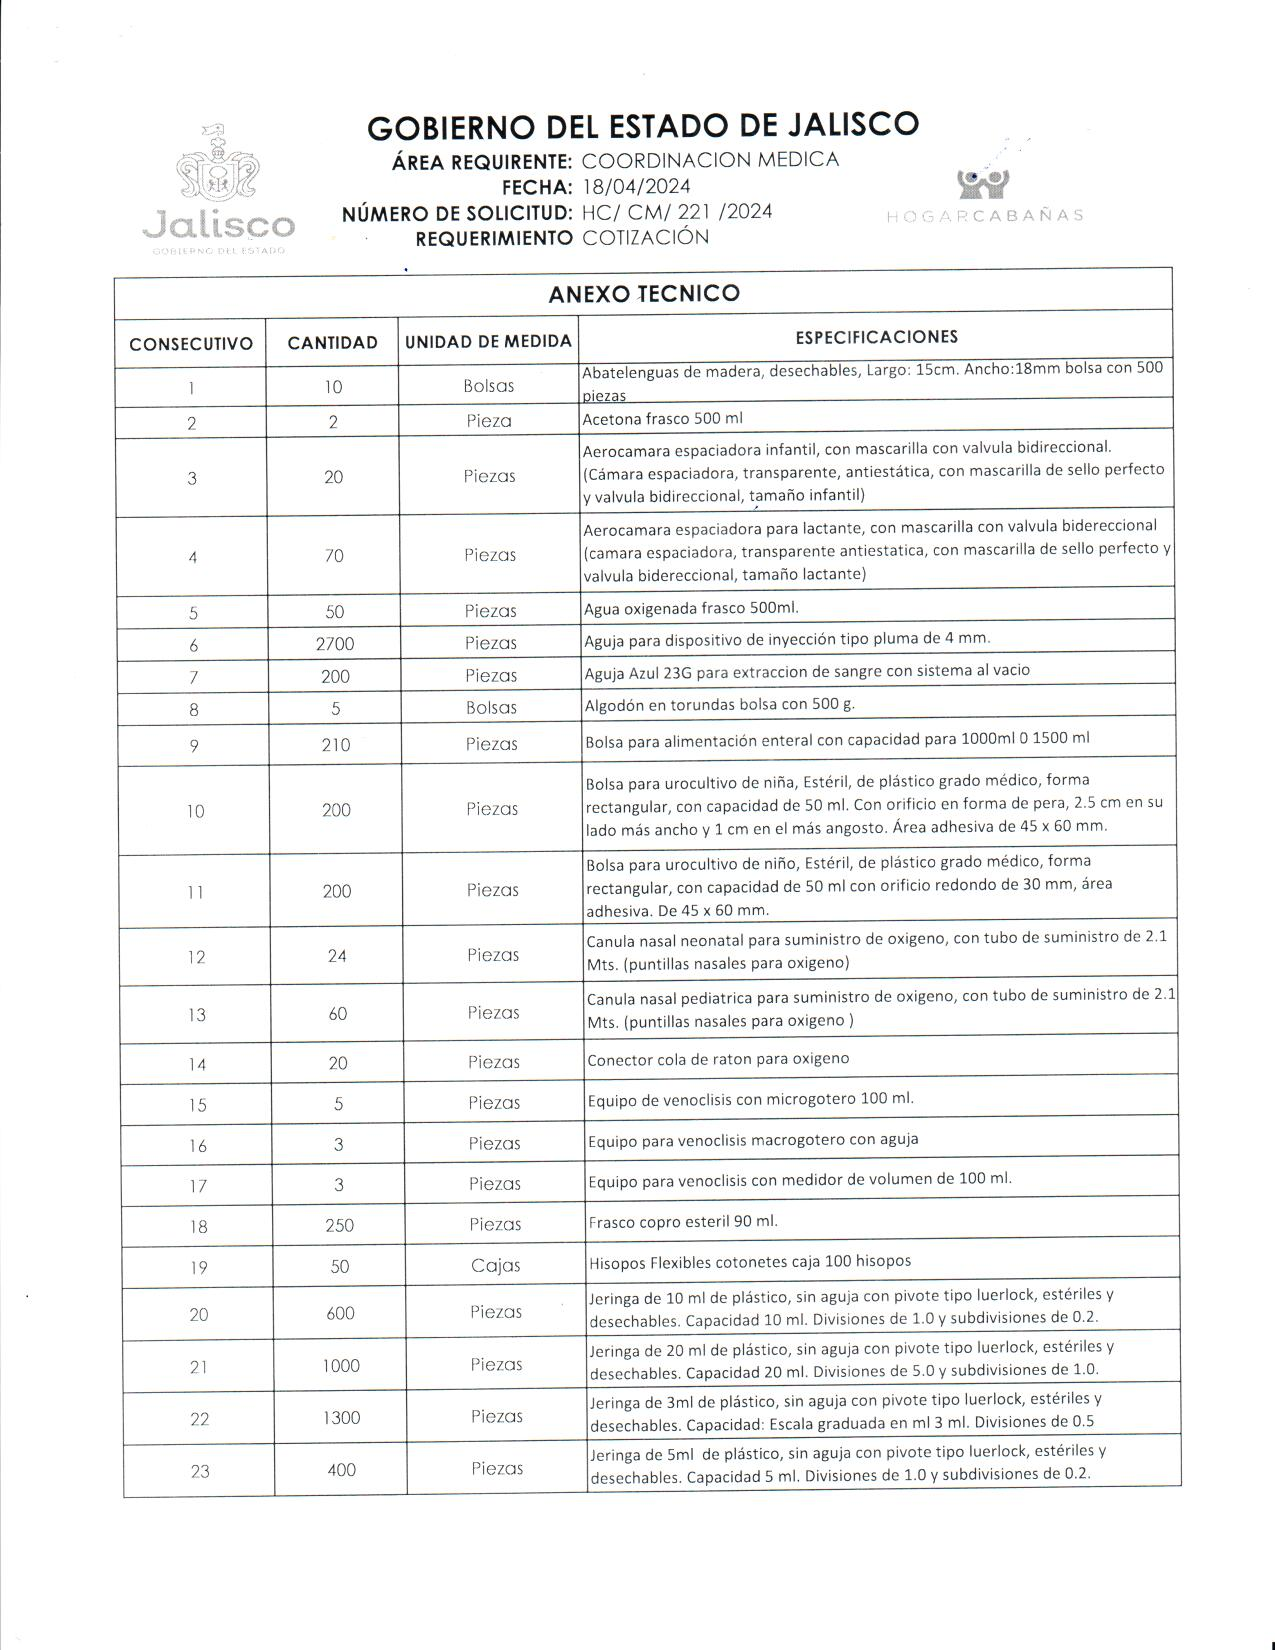 GOBIERNO DEL ESTADO DE JALISCO
ÁREA REQUIRENTE: COORDINACION MEDICA
FECHA: 18/04/2024
NÚMERO DE SOLICITUD: HC/ CM/ 221 /2024
REQUERIMIENTO COTIZACIÓN
Jalisco
GOBIERNO DEL ESTADO
HOGARCABAÑAS
ANEXO TECNICO
CONSECUTIVO CANTIDAD UNIDAD DE MEDIDA ESPECIFICACIONES
1 10 Bolsas Abatelenguas de madera, desechables, Largo: 15cm. Ancho:18mm bolsa con 500
piezas
2 2 Pieza Acetona frasco 500 ml
3 20 Piezas Aerocamara espaciadora infantil, con mascarilla con valvula bidireccional.
(Cámara espaciadora, transparente, antiestática, con mascarilla de sello perfecto
y valvula bidireccional, tamaño infantil)
4 70 Piezas Aerocamara espaciadora para lactante, con mascarilla con valvula bidereccional
(camara espaciadora, transparente antiestatica, con mascarilla de sello perfecto y
valvula bidereccional, tamaño lactante)
5 50 Piezas Agua oxigenada frasco 500ml.
6 2700 Piezas Aguja para dispositivo de inyección tipo pluma de 4 mm.
7 200 Piezas Aguja Azul 23G para extraccion de sangre con sistema al vacio
8 5 Bolsas Algodón en torundas bolsa con 500 g.
9 210 Piezas Bolsa para alimentación enteral con capacidad para 1000ml 0 1500 ml
10 200 Piezas Bolsa para urocultivo de niña, Estéril, de plástico grado médico, forma
rectangular, con capacidad de 50 ml. Con orificio en forma de pera, 2.5 cm en su
lado más ancho y 1 cm en el más angosto. Área adhesiva de 45 x 60 mm.
11 200 Piezas Bolsa para urocultivo de niño, Estéril, de plástico grado médico, forma
rectangular, con capacidad de 50 ml con orificio redondo de 30 mm, área
adhesiva. De 45 x 60 mm.
12 24 Piezas Canula nasal neonatal para suministro de oxigeno, con tubo de suministro de 2.1
Mts. (puntillas nasales para oxigeno)
13 60 Piezas Canula nasal pediatrica para suministro de oxigeno, con tubo de suministro de 2.1
Mts. (puntillas nasales para oxigeno )
14 20 Piezas Conector cola de raton para oxigeno
15 5 Piezas Equipo de venoclisis con microgotero 100 ml.
16 3 Piezas Equipo para venoclisis macrogotero con aguja
17 3 Piezas Equipo para venoclisis con medidor de volumen de 100 ml.
18 250 Piezas Frasco copro esteril 90 ml.
19 50 Cajas Hisopos Flexibles cotonetes caja 100 hisopos
20 600 Piezas Jeringa de 10 ml de plástico, sin aguja con pivote tipo luerlock, estériles y
desechables. Capacidad 10 ml. Divisiones de 1.0 y subdivisiones de 0.2.
21 1000 Piezas Jeringa de 20 ml de plástico, sin aguja con pivote tipo luerlock, estériles y
desechables. Capacidad 20 ml. Divisiones de 5.0 y subdivisiones de 1.0.
22 1300 Piezas Jeringa de 3ml de plástico, sin aguja con pivote tipo luerlock, estériles y
desechables. Capacidad: Escala graduada en ml 3 ml. Divisiones de 0.5
23 400 Piezas Jeringa de 5ml de plástico, sin aguja con pivote tipo luerlock, estériles y
desechables. Capacidad 5 ml. Divisiones de 1.0 y subdivisiones de 0.2.